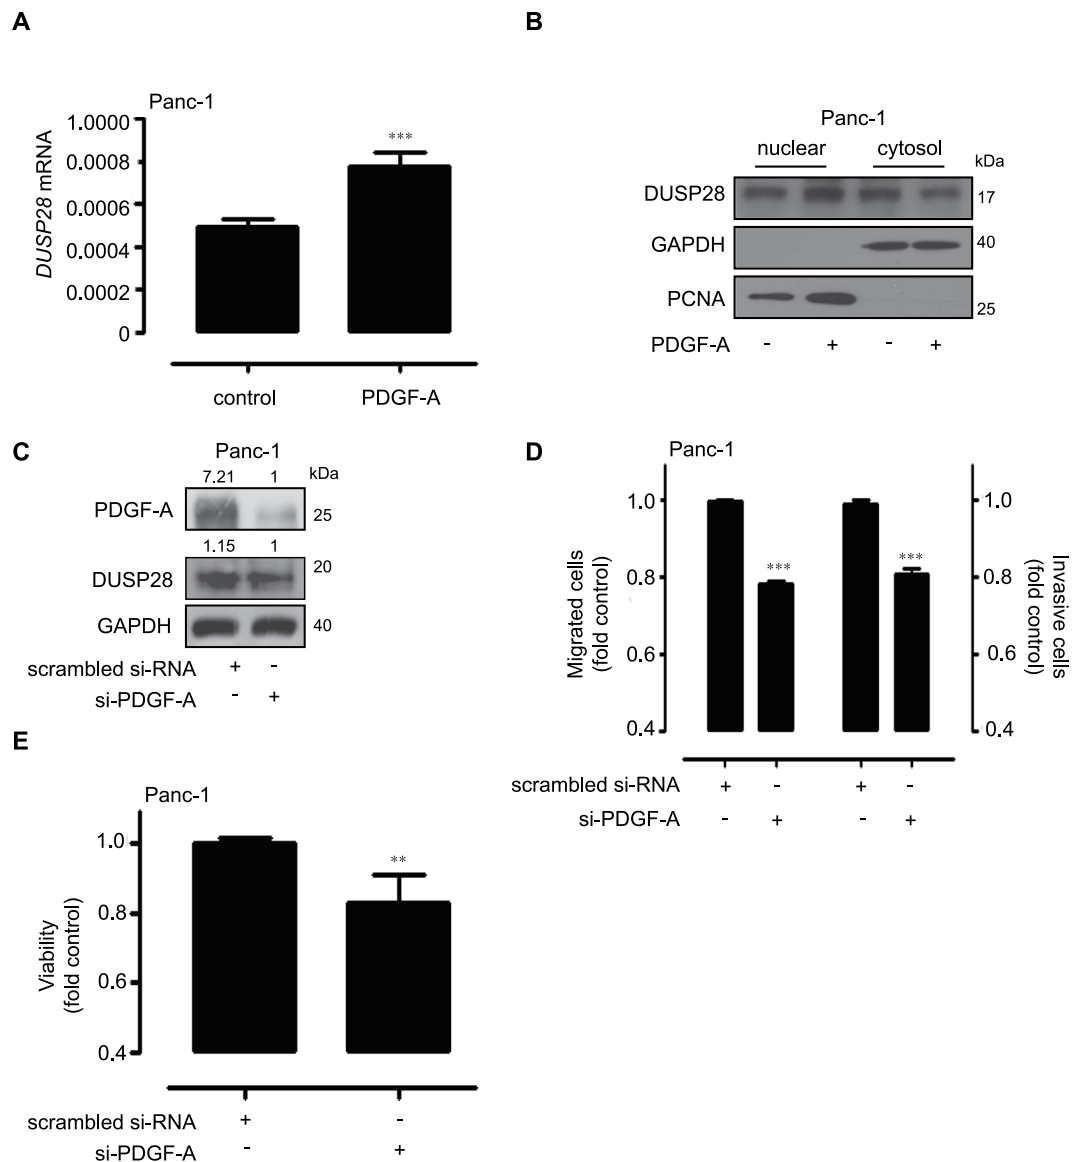 A
Panc-1
DUSP28 mRNA
1.0000
0.0008
0.0006
0.0004
0.0002
0
***
control
PDGF-A
B
Panc-1
nuclear cytosol
kDa
DUSP28 17
GAPDH 40
PCNA 25
PDGF-A - + - +
C
Panc-1
7.21 1 kDa
PDGF-A 25
1.15 1
DUSP28 20
GAPDH 40
scrambled si-RNA + -
si-PDGF-A - +
D
Panc-1
Migrated cells
(fold control)
1.0
0.8
0.6
0.4
***
***
1.0
0.8
0.6
0.4
Invasive cells
(fold control)
scrambled si-RNA + - + -
si-PDGF-A - + - +
E
Panc-1
Viability
(fold control)
1.0
0.8
0.6
0.4
**
scrambled si-RNA + -
si-PDGF-A - +